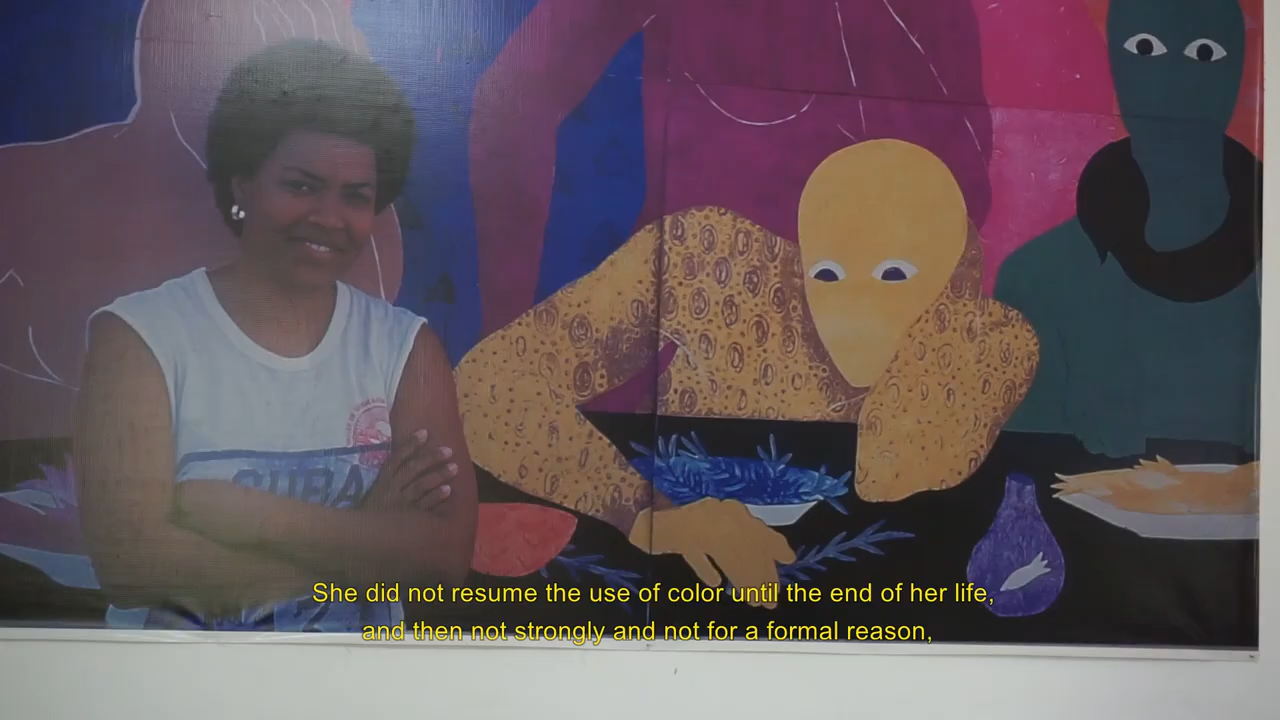 CUBA
She did not resume the use of color until the end of her life,
and then not strongly and not for a formal reason,